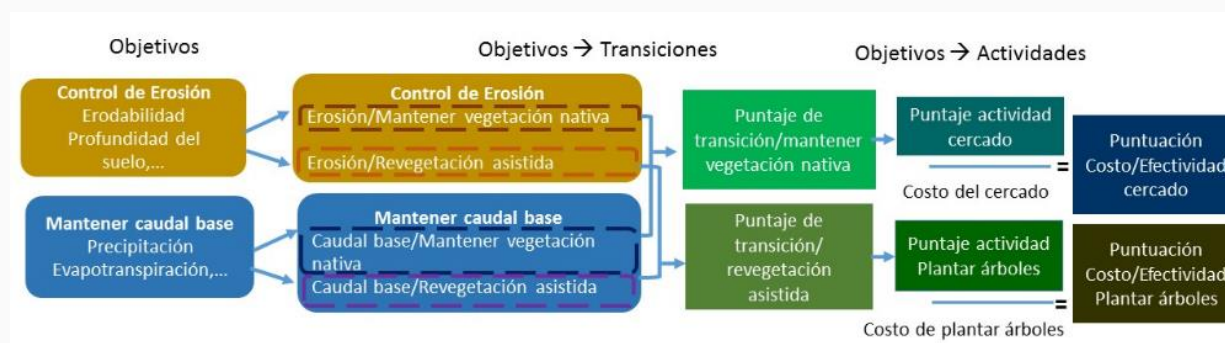 Objetivos
Objetivos → Transiciones
Objetivos → Actividades
Control de Erosión
Erodabilidad
Profundidad del
suelo,...
Mantener caudal base
Precipitación
Evapotranspiración,...
Control de Erosión
Erosión/Mantener vegetación nativa
Erosión/Revegetación asistida
Mantener caudal base
Caudal base/Mantener vegetación
nativa
Caudal base/Revegetación asistida
Puntaje de
transición/mantener
vegetación nativa
Puntaje de
transición/
revegetación
asistida
Puntaje actividad
cercado
Costo del cercado
=
Puntuación
Costo/Efectividad
cercado
Puntaje actividad
Plantar árboles
Costo de plantar árboles
=
Puntuación
Costo/Efectividad
Plantar árboles